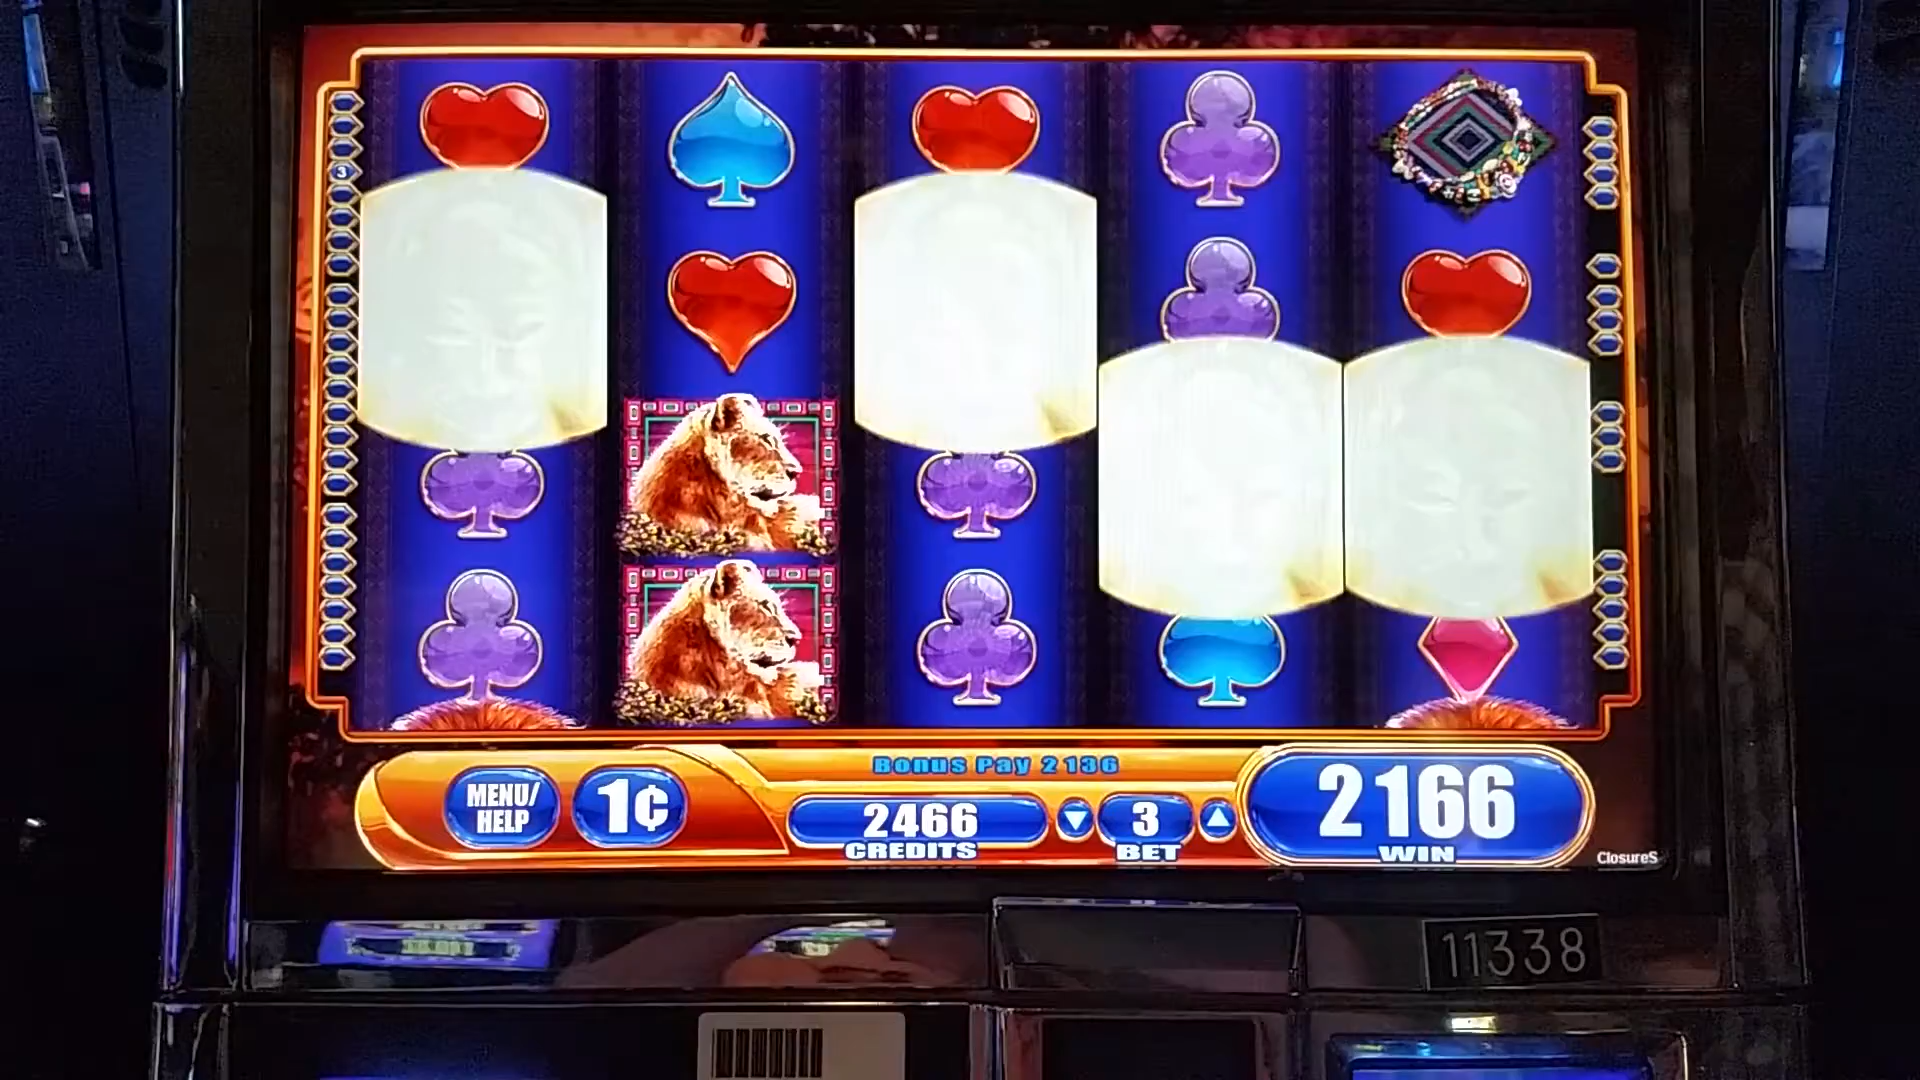 3
Bonus Pay 2136
MENU/
HELP
1¢
2466
CREDITS
3
BET
2166
WIN
ClosureS
11338